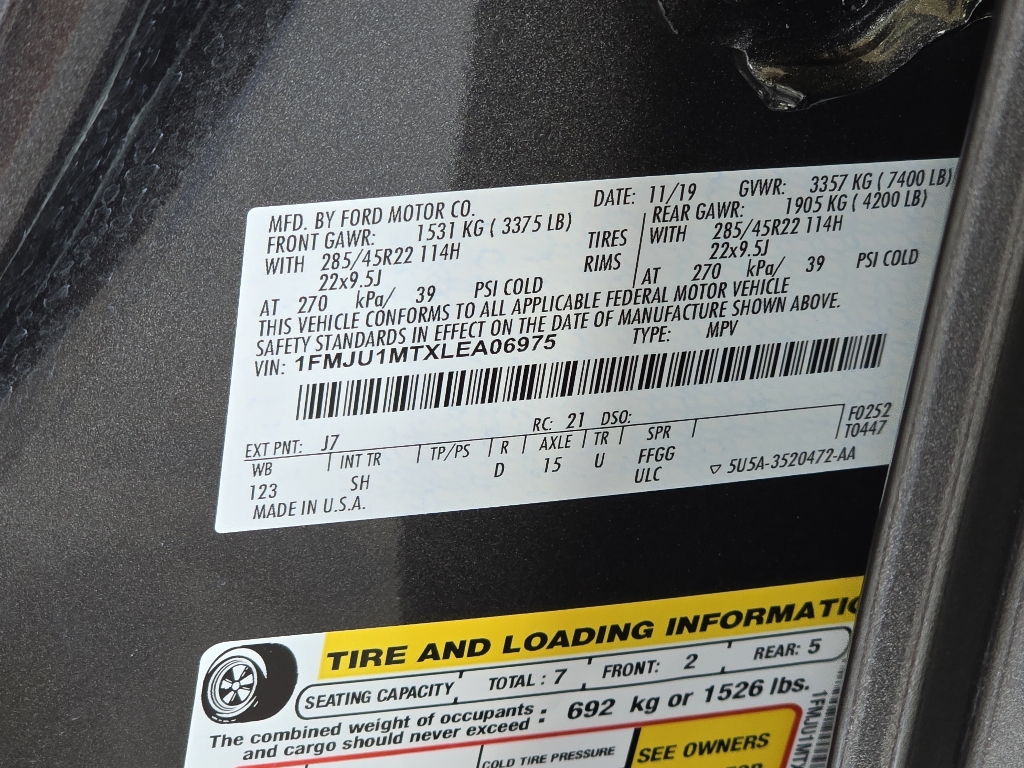 MFD. BY FORD MOTOR CO. DATE: 11/19 GVWR: 3357 KG ( 7400 LB)
FRONT GAWR: 1531 KG ( 3375 LB) REAR GAWR: 1905 KG ( 4200 LB)
WITH 285/45R22 114H TIRES WITH 285/45R22 114H
22x9.5J RIMS 22x9.5J
AT 270 kPa/ 39 PSI COLD AT 270 kPa/ 39 PSI COLD
THIS VEHICLE CONFORMS TO ALL APPLICABLE FEDERAL MOTOR VEHICLE
SAFETY STANDARDS IN EFFECT ON THE DATE OF MANUFACTURE SHOWN ABOVE.
VIN: 1FMJU1MTXLEA06975 TYPE: MPV
EXT PNT: J7 RC: 21 DSO: F0252
WB INT TR TP/PS R AXLE TR SPR T0447
123 SH D 15 U FFGG
ULC ▽ 5U5A-3520472-AA
MADE IN U.S.A.
TIRE AND LOADING INFORMATI
SEATING CAPACITY TOTAL : 7 FRONT: 2 REAR: 5
The combined weight of occupants
and cargo should never exceed : 692 kg or 1526 lbs.
COLD TIRE PRESSURE SEE OWNERS
1FMJU1MTX